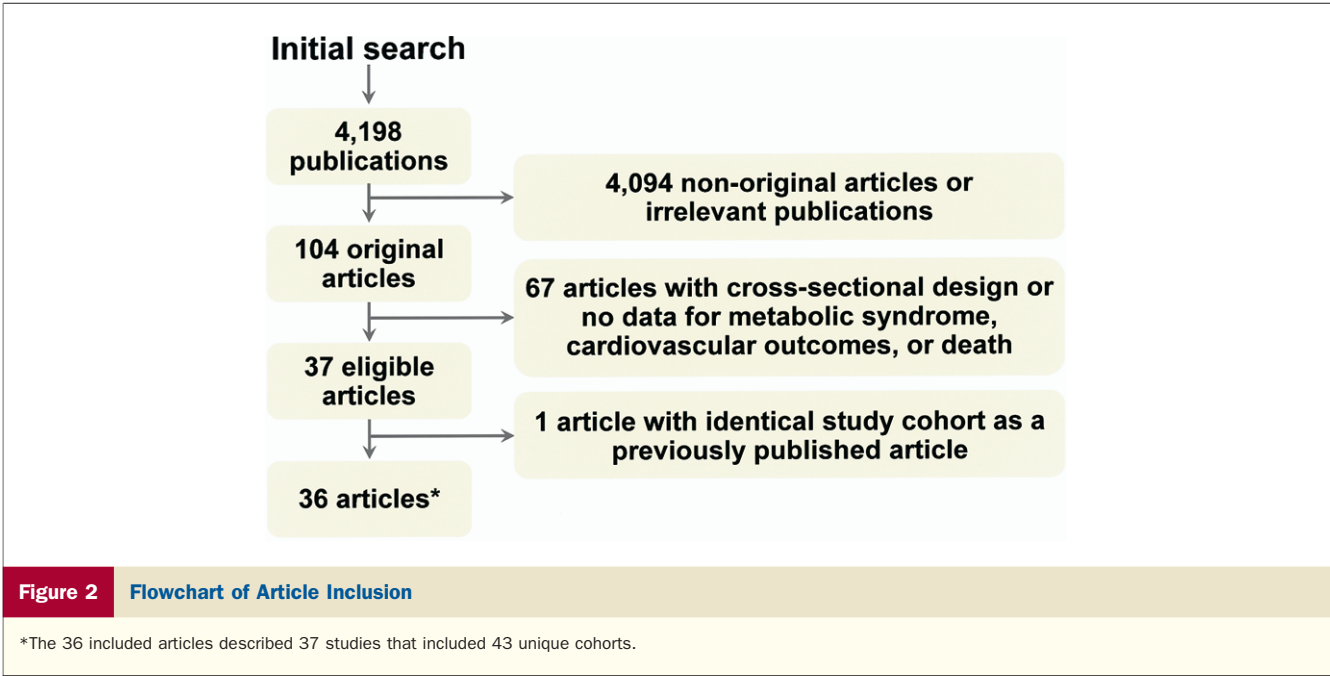 Initial search
4,198
publications
4,094 non-original articles or
irrelevant publications
104 original
articles
67 articles with cross-sectional design or
no data for metabolic syndrome,
cardiovascular outcomes, or death
37 eligible
articles
1 article with identical study cohort as a
previously published article
36 articles*
Figure 2 Flowchart of Article Inclusion
*The 36 included articles described 37 studies that included 43 unique cohorts.